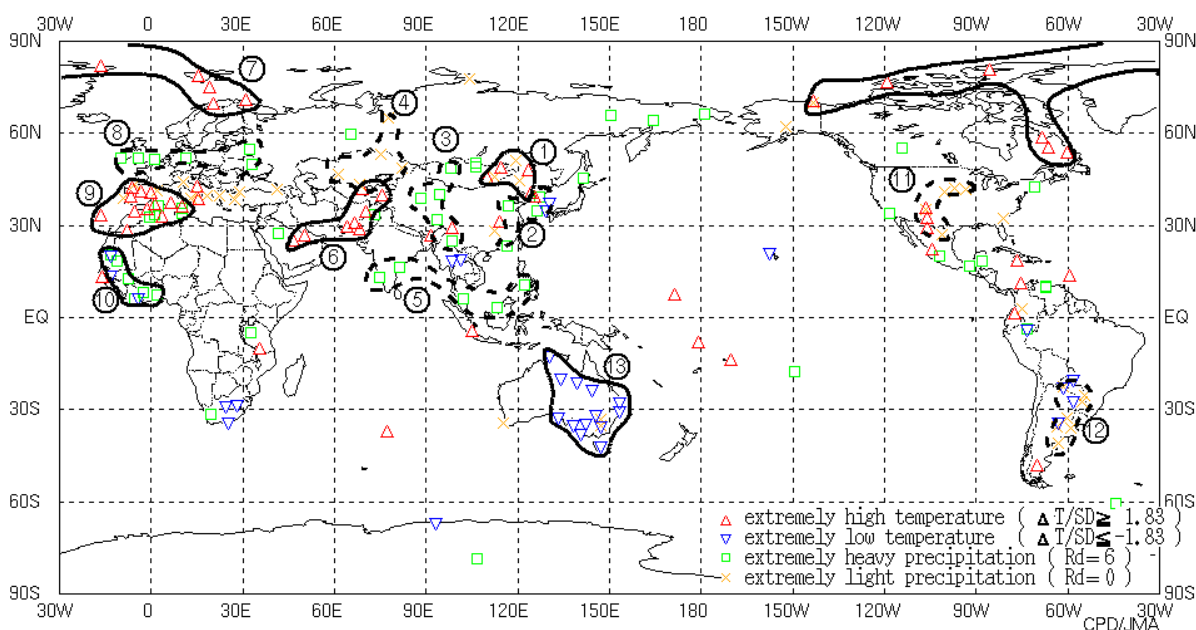 30W 0 30E 60E 90E 120E 150E 180 150W 120W 90W 60W 30W
90N 90N
7
4
8 60N 3 1 60N
11
9
30N 2 30N
6
10 5
EQ EQ
13
30S 30S
12
60S 60S
extremely high temperature ( ΔT/SD≧ 1.83)
extremely low temperature ( ΔT/SD≦ -1.83)
extremely heavy precipitation ( Rd=6 )
extremely light precipitation ( Rd=0 )
90S 90S
30W 0 30E 60E 90E 120E 150E 180 150W 120W 90W 60W 30W
CPD/JMA